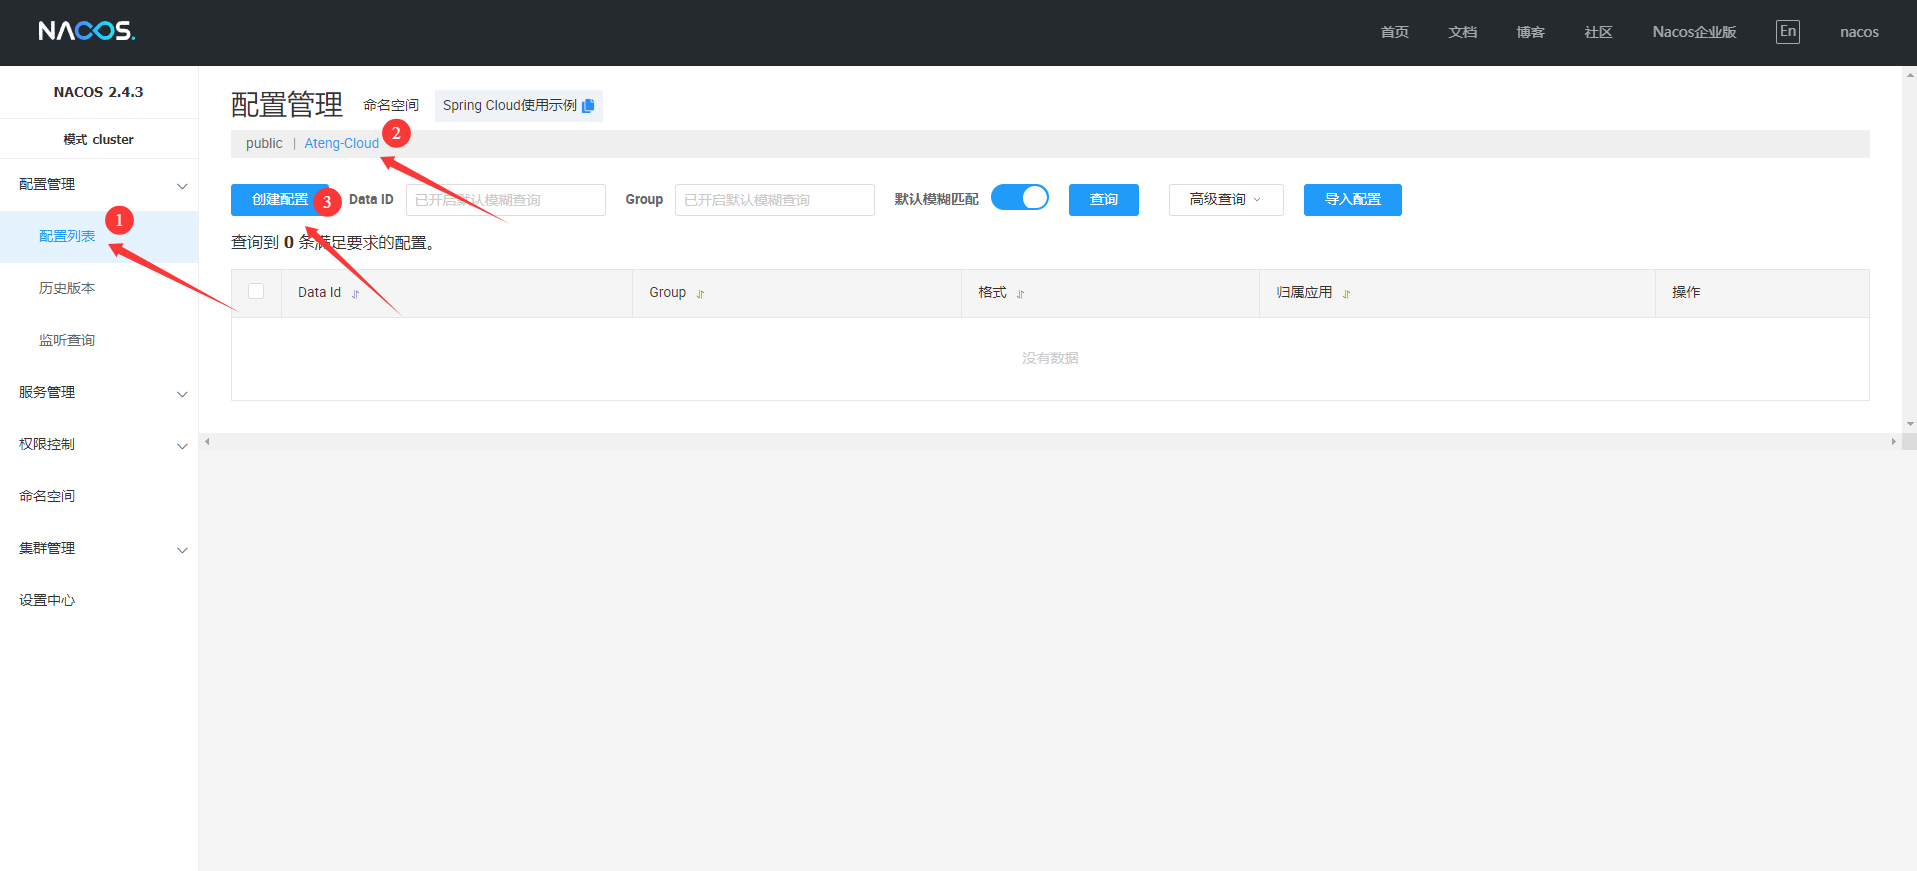 NACOS.
首页 文档 博客 社区 Nacos企业版 En nacos
NACOS 2.4.3
模式 cluster
配置管理
配置列表
1
历史版本
监听查询
服务管理
权限控制
命名空间
集群管理
设置中心
配置管理 命名空间 Spring Cloud使用示例
public | Ateng-Cloud 2
创建配置 3 Data ID 已开启默认模糊查询 Group 已开启默认模糊查询 默认模糊匹配 查询 高级查询 导入配置
查询到 0 条满足要求的配置。
Data Id Group 格式 归属应用 操作
没有数据